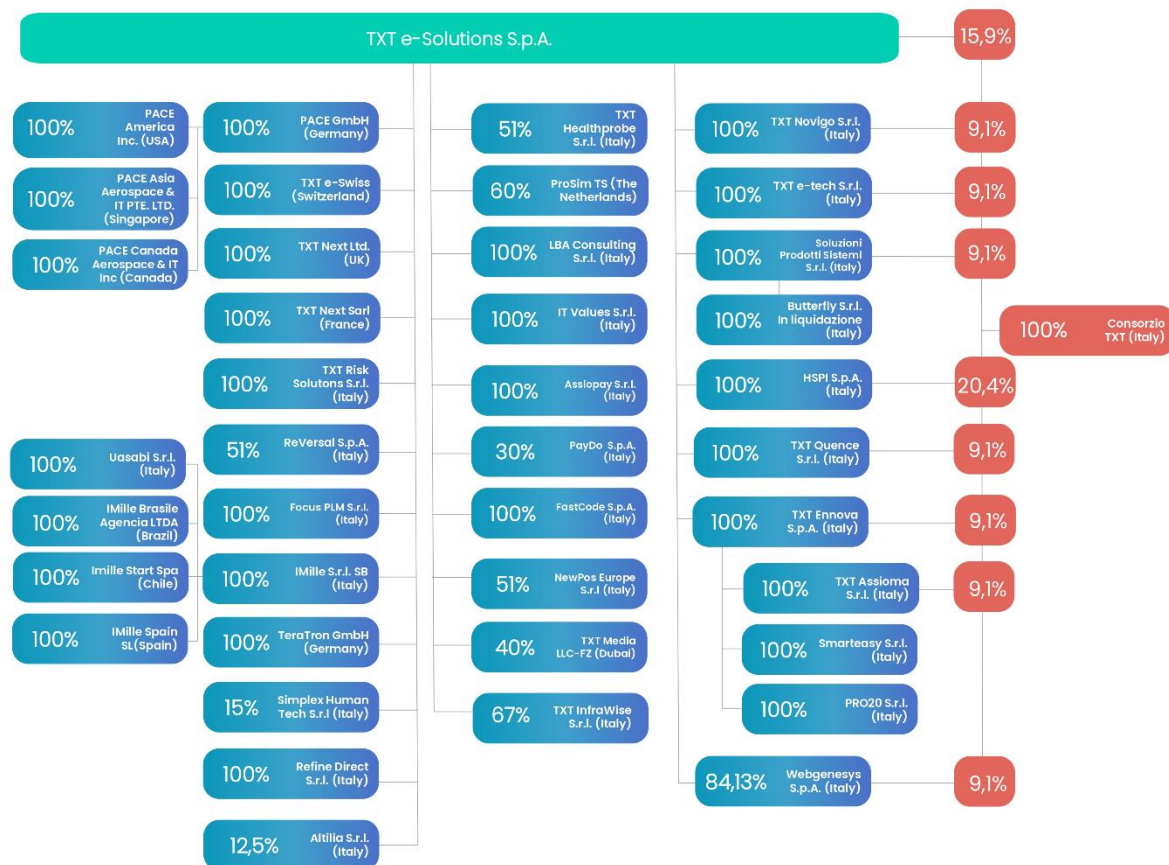 TXT e-Solutions S.p.A.
15,9%
100%
PACE
America
Inc. (USA)
100%
PACE Asia
Aerospace &
IT PTE. LTD.
(Singapore)
100%
PACE Canada
Aerospace & IT
Inc (Canada)
100%
Uasabi S.r.l.
(Italy)
100%
IMille Brasile
Agencia LTDA
(Brazil)
100%
Imille Start Spa
(Chile)
100%
IMille Spain
SL(Spain)
100%
PACE GmbH
(Germany)
100%
TXT e-Swiss
(Switzerland)
100%
TXT Next Ltd.
(UK)
100%
TXT Next Sarl
(France)
100%
TXT Risk
Solutons S.r.l.
(Italy)
51%
ReVersal S.p.A.
(Italy)
100%
Focus PLM S.r.l.
(Italy)
100%
IMille S.r.l. SB
(Italy)
100%
TeraTron GmbH
(Germany)
15%
Simplex Human
Tech S.r.l (Italy)
100%
Refine Direct
S.r.l. (Italy)
12,5%
Altilia S.r.l.
(Italy)
51%
TXT
Healthprobe
S.r.l. (Italy)
60%
ProSim TS (The
Netherlands)
100%
LBA Consulting
S.r.l. (Italy)
100%
IT Values S.r.l.
(Italy)
100%
Assiopay S.r.l.
(Italy)
30%
PayDo S.p.A.
(Italy)
100%
FastCode S.p.A.
(Italy)
51%
NewPos Europe
S.r.l (Italy)
40%
TXT Media
LLC-FZ (Dubai)
67%
TXT InfraWise
S.r.l. (Italy)
100%
TXT Novigo S.r.l.
(Italy)
9,1%
100%
TXT e-tech S.r.l.
(Italy)
9,1%
100%
Soluzioni
Prodotti Sistemi
S.r.l. (Italy)
9,1%
100%
Butterfly S.r.l.
In liquidazione
(Italy)
100%
Consorzio
TXT (Italy)
100%
HSPI S.p.A.
(Italy)
20,4%
100%
TXT Quence
S.r.l. (Italy)
9,1%
100%
TXT Ennova
S.p.A. (Italy)
9,1%
100%
TXT Assioma
S.r.l. (Italy)
9,1%
100%
Smarteasy S.r.l.
(Italy)
100%
PRO20 S.r.l.
(Italy)
84,13%
Webgenesys
S.p.A. (Italy)
9,1%